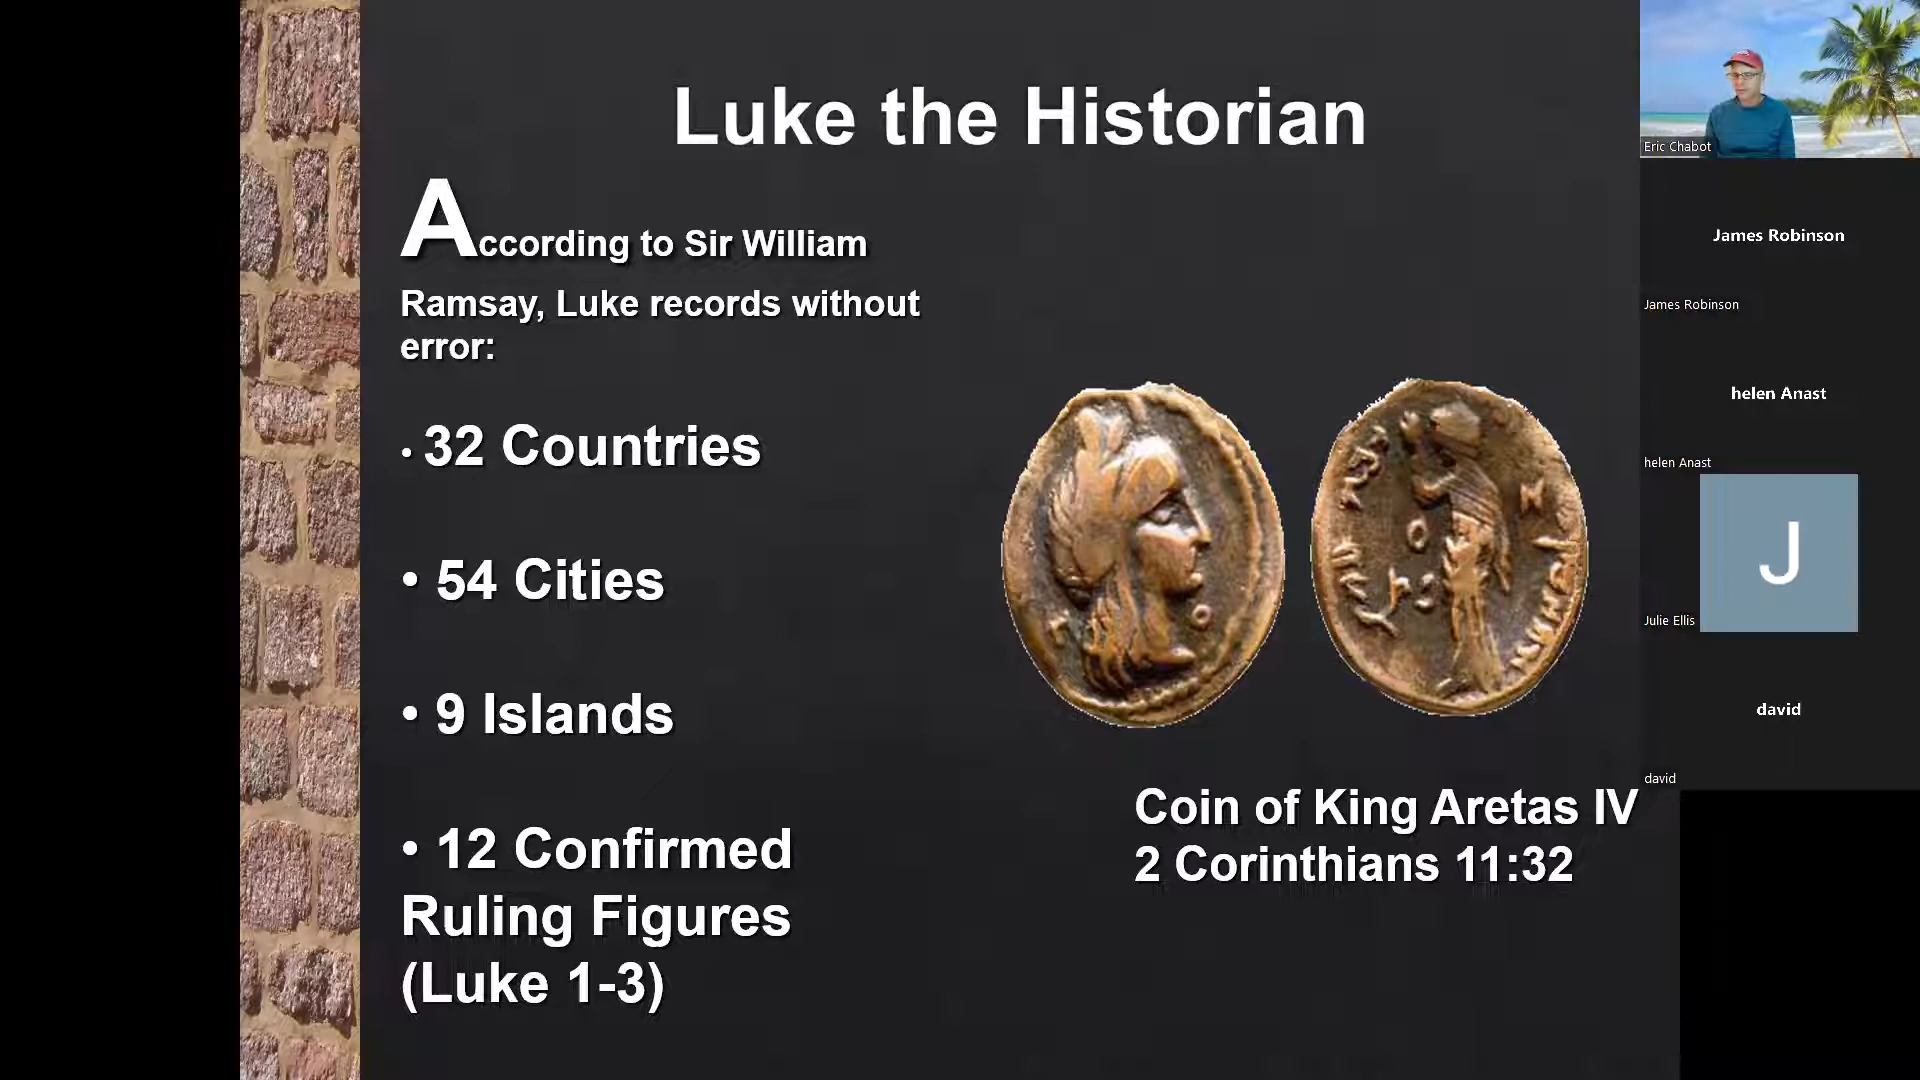 Luke the Historian
According to Sir William
Ramsay, Luke records without
error:
• 32 Countries
• 54 Cities
• 9 Islands
• 12 Confirmed
Ruling Figures
(Luke 1-3)
Coin of King Aretas IV
2 Corinthians 11:32
Eric Chabot
James Robinson
James Robinson
helen Anast
helen Anast
J
Julie Ellis
david
david